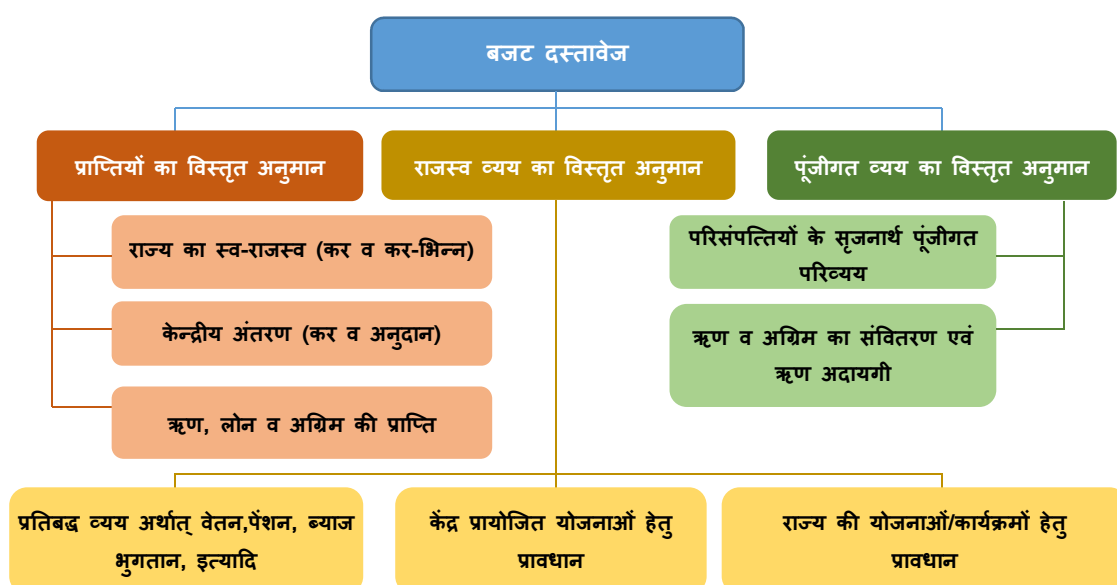 बजट दस्तावेज
प्राप्तियों का विस्तृत अनुमान
राजस्व व्यय का विस्तृत अनुमान
पूंजीगत व्यय का विस्तृत अनुमान
राज्य का स्व-राजस्व (कर व कर-भिन्न)
केन्द्रीय अंतरण (कर व अनुदान)
ऋण, लोन व अग्रिम की प्राप्ति
परिसंपत्तियों के सृजनार्थ पूंजीगत
परिव्यय
ऋण व अग्रिम का संवितरण एवं
ऋण अदायगी
प्रतिबद्ध व्यय अर्थात् वेतन,पेंशन, ब्याज
भुगतान, इत्यादि
केंद्र प्रायोजित योजनाओं हेतु
प्रावधान
राज्य की योजनाओं/कार्यक्रमों हेतु
प्रावधान